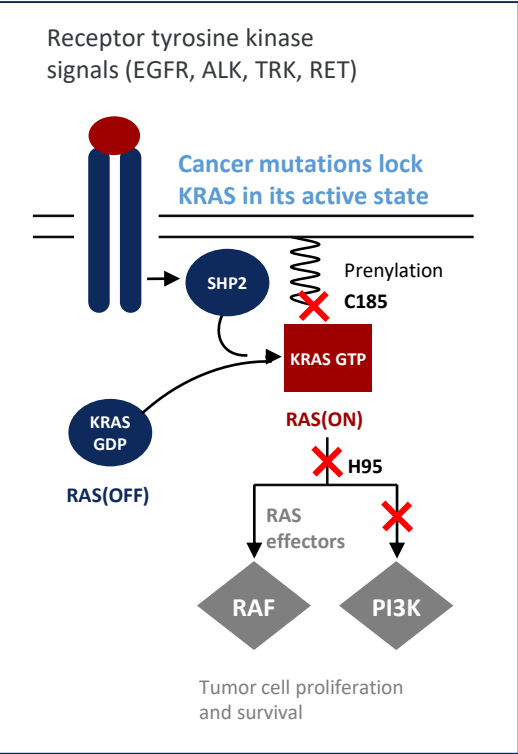 Receptor tyrosine kinase
signals (EGFR, ALK, TRK, RET)
Cancer mutations lock
KRAS in its active state
Prenylation
C185
SHP2
KRAS GTP
KRAS
GDP
RAS(ON)
RAS(OFF)
H95
RAS
effectors
RAF
PI3K
Tumor cell proliferation
and survival